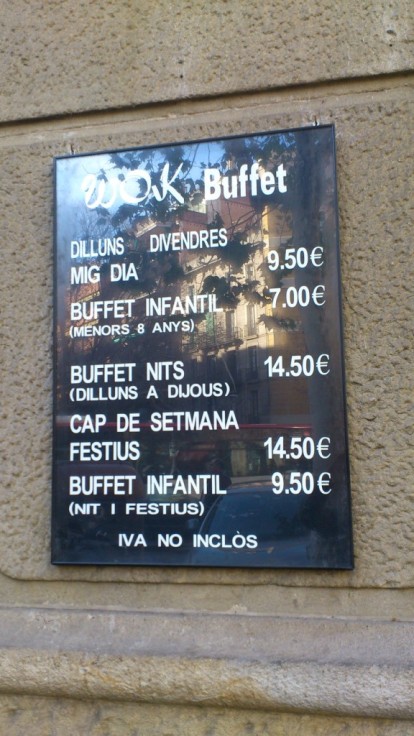 WOK Buffet
DILLUNS DIVENDRES
MIG DIA 9.50€
BUFFET INFANTIL 7.00€
(MENORS 8 ANYS)
BUFFET NITS 14.50€
(DILLUNS A DIJOUS)
CAP DE SETMANA
FESTIUS 14.50€
BUFFET INFANTIL 9.50€
(NIT I FESTIUS)
IVA NO INCLÒS